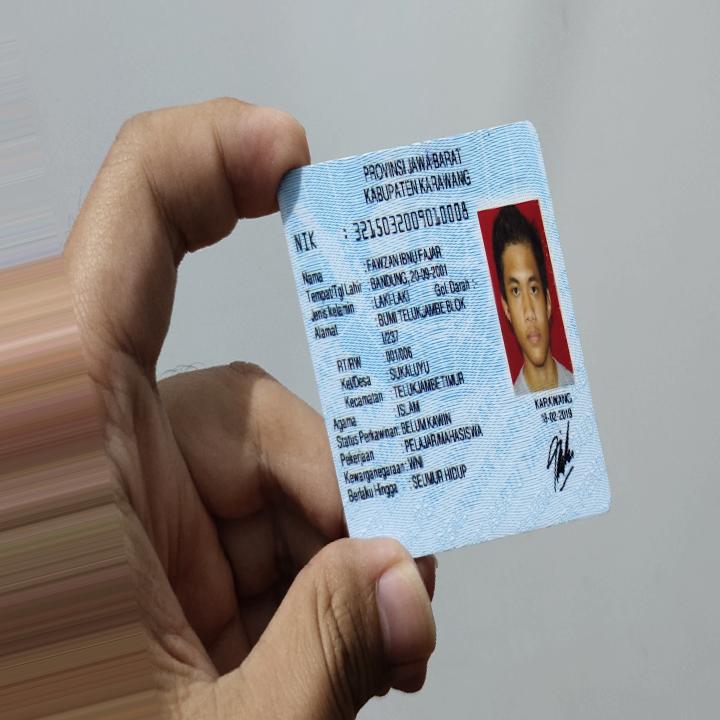 PROVINSI JAWA BARAT
KABUPATEN KARAWANG
NIK : 3215032009010008
Nama : FAWZAN IBNU FAJAR
Tempat/Tgl Lahir : BANDUNG, 20-09-2001
Jenis Kelamin : LAKI-LAKI Gol. Darah :
Alamat : BUMI TELUKJAMBE BLOK
I/297
RT/RW : 001/006
Kel/Desa : SUKALUYU
Kecamatan : TELUKJAMBE TIMUR
Agama : ISLAM
Status Perkawinan: BELUM KAWIN
Pekerjaan : PELAJAR/MAHASISWA
Kewarganegaraan: WNI
Berlaku Hingga : SEUMUR HIDUP
KARAWANG
19-02-2019